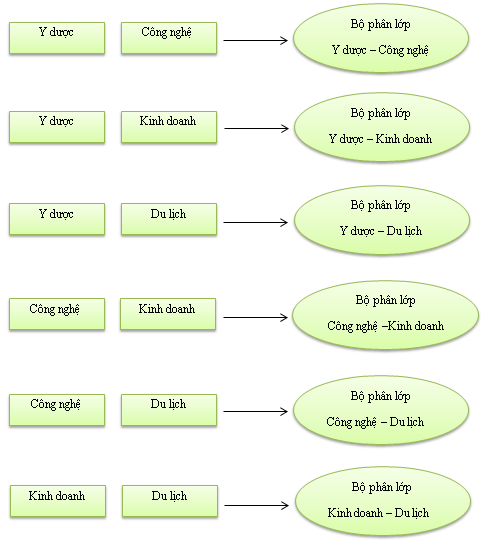 Y dược Công nghệ Bộ phân lớp
Y dược – Công nghệ
Y dược Kinh doanh Bộ phân lớp
Y dược – Kinh doanh
Y dược Du lịch Bộ phân lớp
Y dược – Du lịch
Công nghệ Kinh doanh Bộ phân lớp
Công nghệ –Kinh doanh
Công nghệ Du lịch Bộ phân lớp
Công nghệ – Du lịch
Kinh doanh Du lịch Bộ phân lớp
Kinh doanh – Du lịch